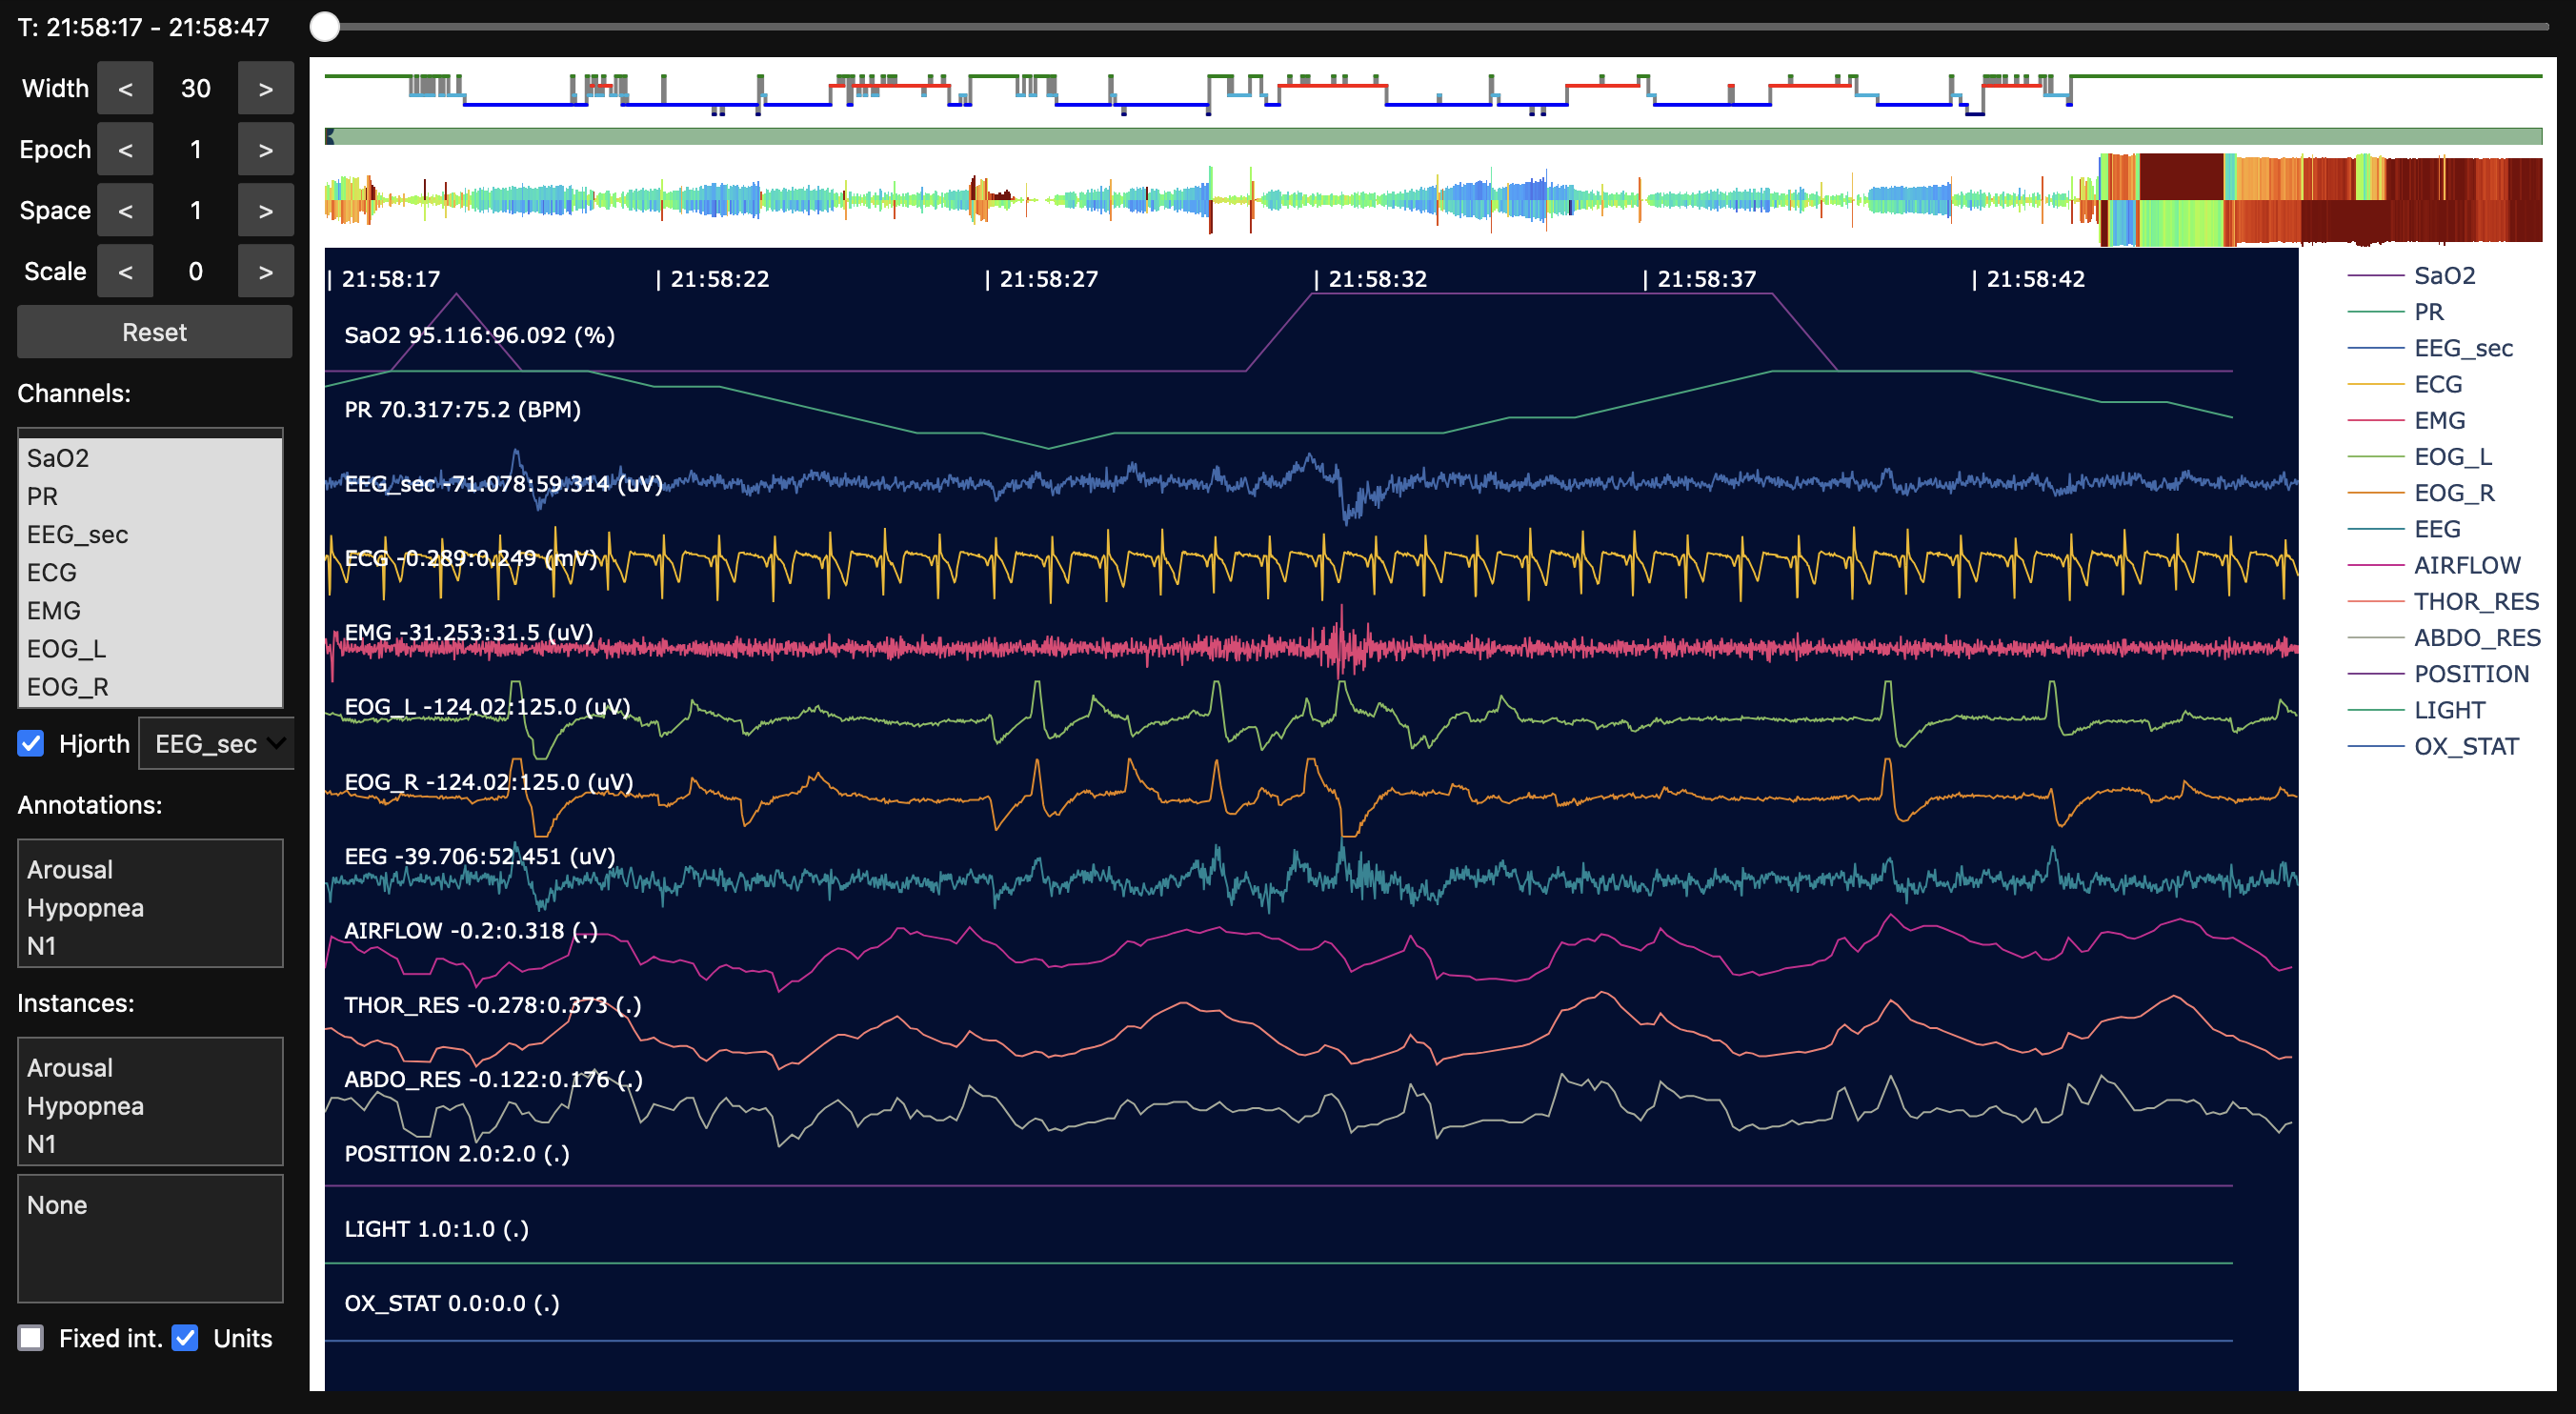 T: 21:58:17 - 21:58:47
Width < 30 >
Epoch < 1 >
Space < 1 >
Scale < 0 >
Reset
Channels:
SaO2
PR
EEG_sec
ECG
EMG
EOG_L
EOG_R
Hjorth EEG_sec
Annotations:
Arousal
Hypopnea
N1
Instances:
Arousal
Hypopnea
N1
None
Fixed int. Units
| 21:58:17 | 21:58:22 | 21:58:27 | 21:58:32 | 21:58:37 | 21:58:42
SaO2 95.116:96.092 (%)
PR 70.317:75.2 (BPM)
EEG_sec -71.078:59.314 (uV)
ECG -0.289:0.249 (mV)
EMG -31.253:31.5 (uV)
EOG_L -124.02:125.0 (uV)
EOG_R -124.02:125.0 (uV)
EEG -39.706:52.451 (uV)
AIRFLOW -0.2:0.318 (.)
THOR_RES -0.278:0.373 (.)
ABDO_RES -0.122:0.176 (.)
POSITION 2.0:2.0 (.)
LIGHT 1.0:1.0 (.)
OX_STAT 0.0:0.0 (.)
SaO2
PR
EEG_sec
ECG
EMG
EOG_L
EOG_R
EEG
AIRFLOW
THOR_RES
ABDO_RES
POSITION
LIGHT
OX_STAT